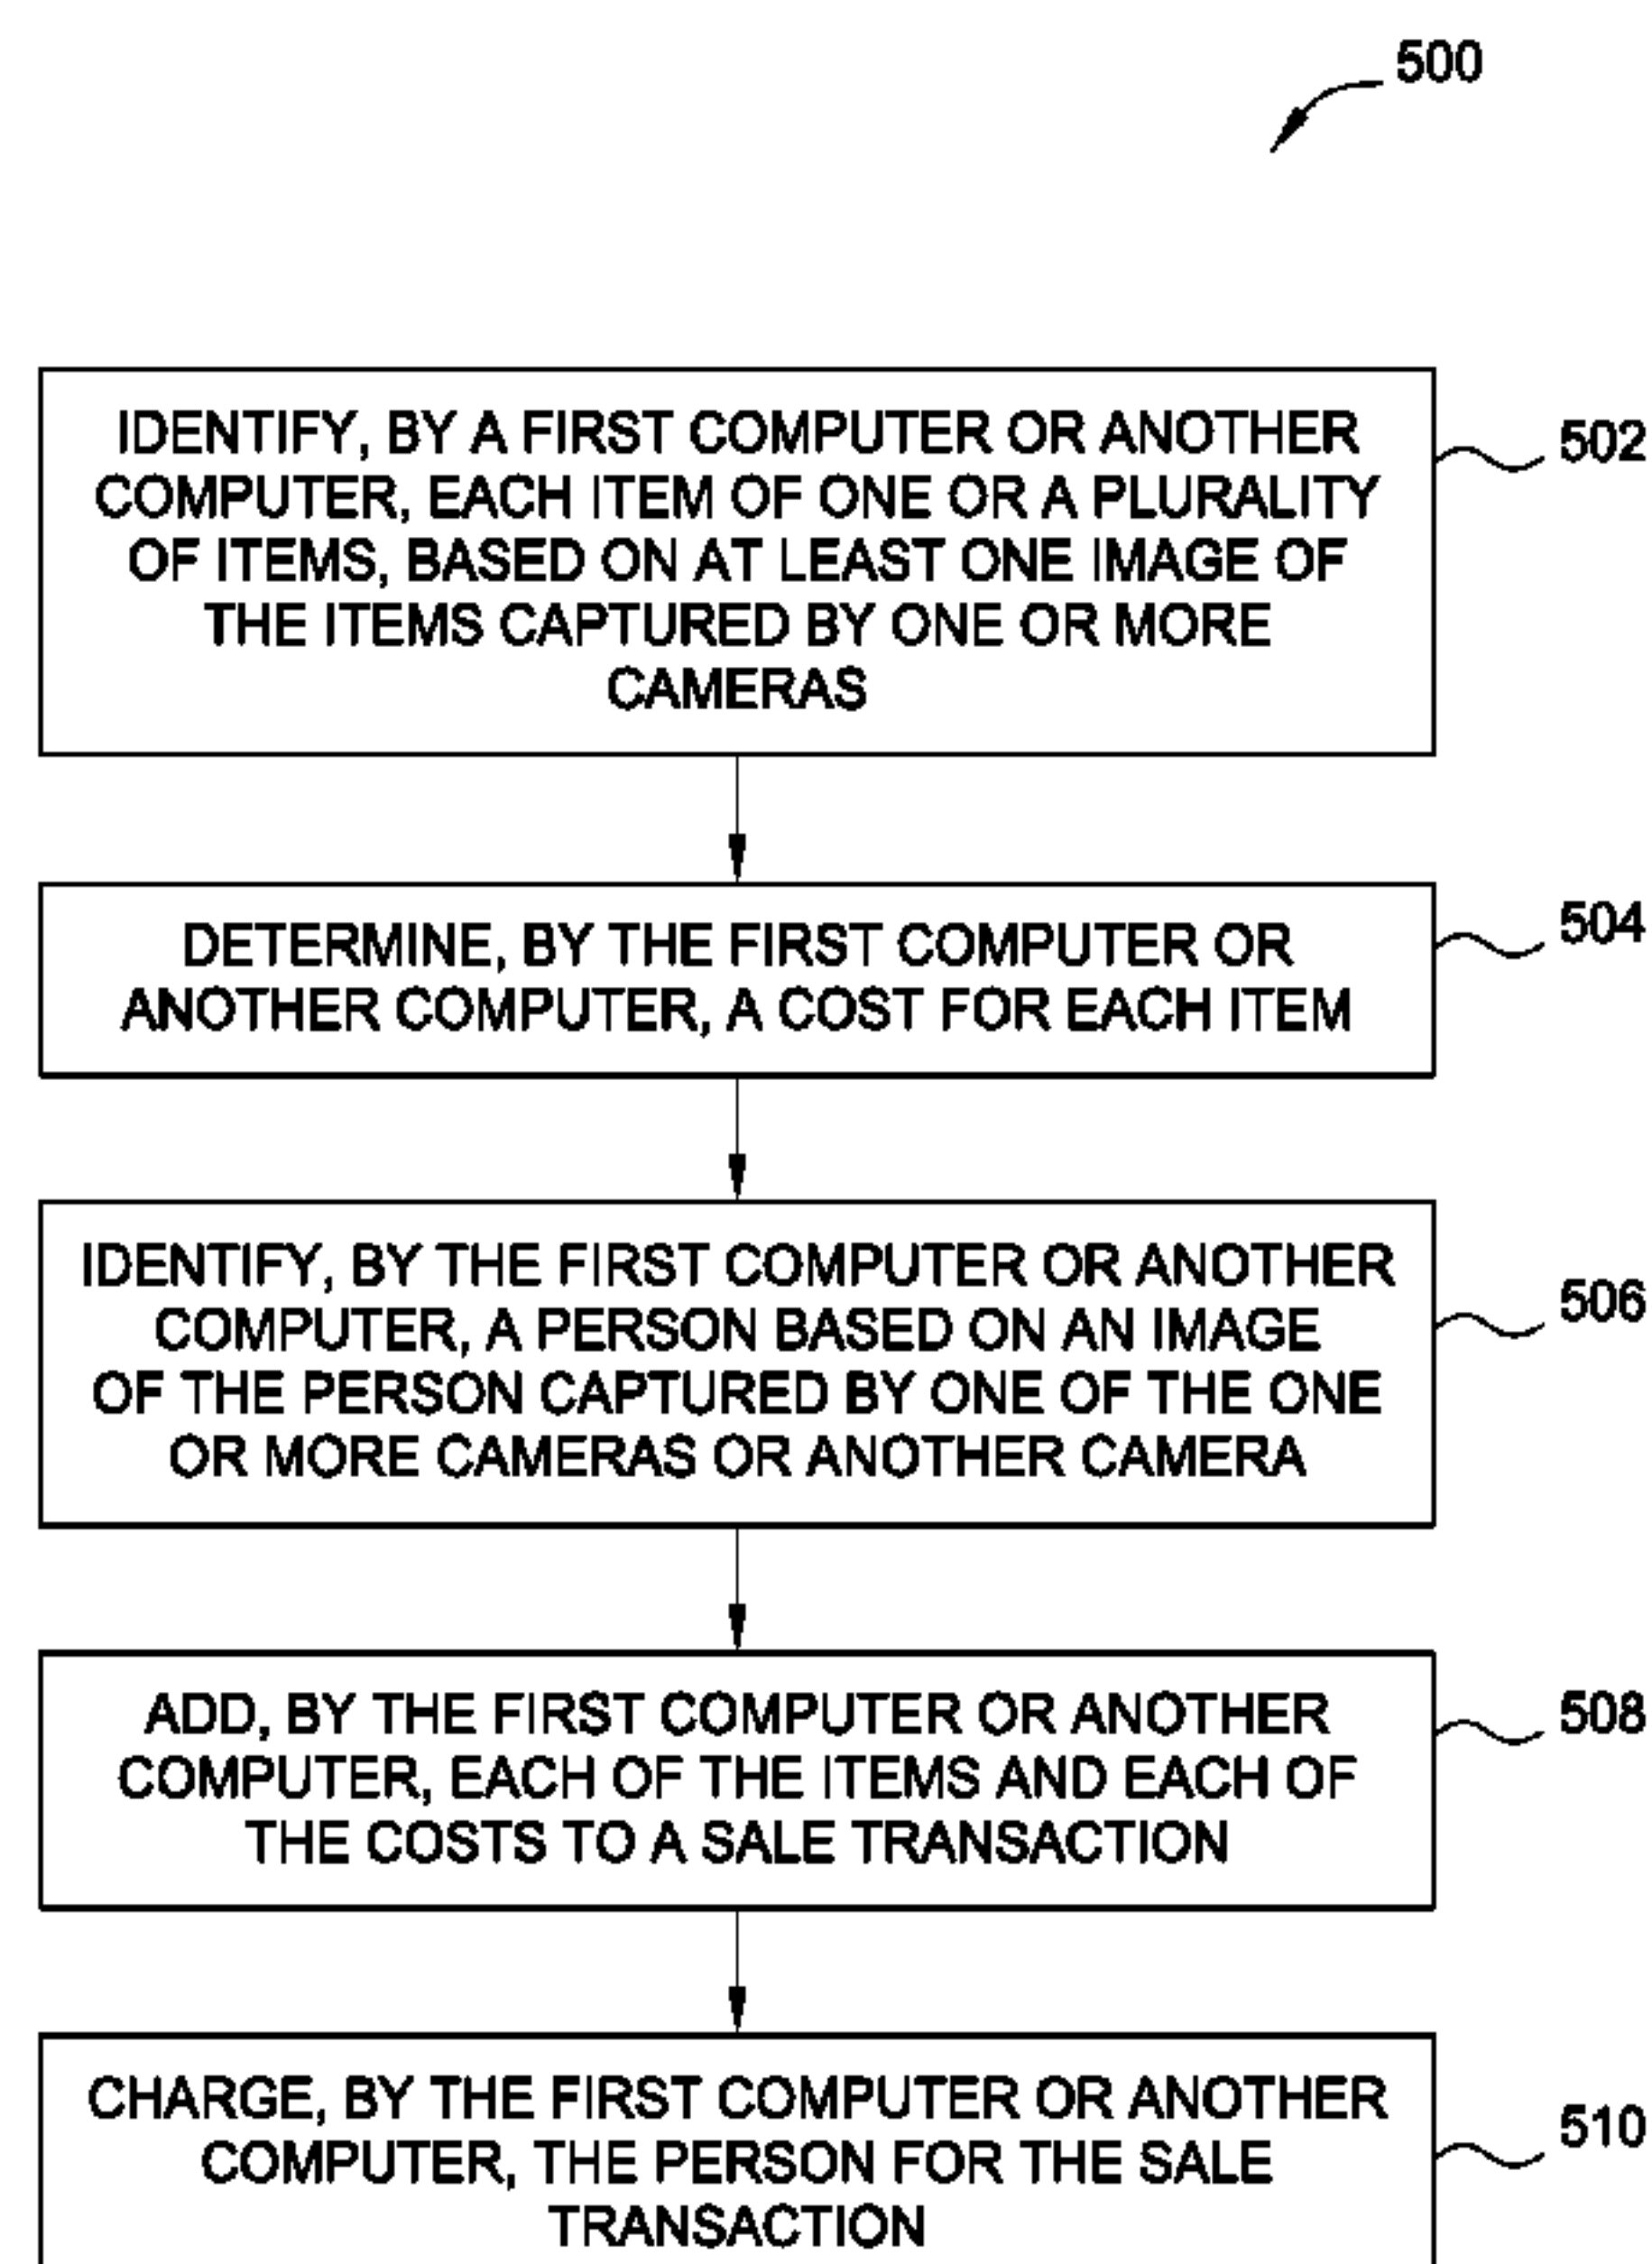 500
IDENTIFY, BY A FIRST COMPUTER OR ANOTHER
COMPUTER, EACH ITEM OF ONE OR A PLURALITY
OF ITEMS, BASED ON AT LEAST ONE IMAGE OF
THE ITEMS CAPTURED BY ONE OR MORE
CAMERAS
502
DETERMINE, BY THE FIRST COMPUTER OR
ANOTHER COMPUTER, A COST FOR EACH ITEM
504
IDENTIFY, BY THE FIRST COMPUTER OR ANOTHER
COMPUTER, A PERSON BASED ON AN IMAGE
OF THE PERSON CAPTURED BY ONE OF THE ONE
OR MORE CAMERAS OR ANOTHER CAMERA
506
ADD, BY THE FIRST COMPUTER OR ANOTHER
COMPUTER, EACH OF THE ITEMS AND EACH OF
THE COSTS TO A SALE TRANSACTION
508
CHARGE, BY THE FIRST COMPUTER OR ANOTHER
COMPUTER, THE PERSON FOR THE SALE
TRANSACTION
510